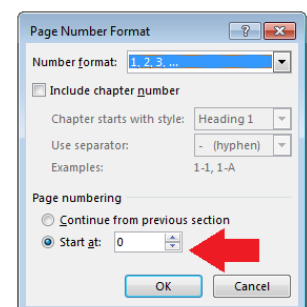 Page Number Format
Number format: 1, 2, 3, ...
Include chapter number
Chapter starts with style: Heading 1
Use separator: - (hyphen)
Examples: 1-1, 1-A
Page numbering
Continue from previous section
Start at: 0
OK Cancel